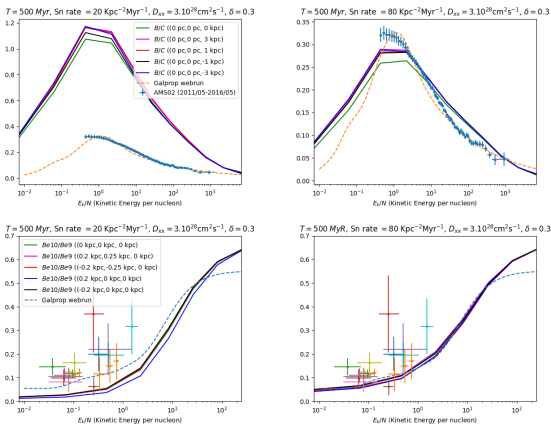 T = 500 Myr, Sn rate = 20 Kpc⁻²Myr⁻¹, Dₓₓ = 3.10²⁸cm²s⁻¹, δ = 0.3
1.2
1.0
0.8
0.6
0.4
0.2
0.0
B/C ((0 pc,0 pc, 0 kpc)
B/C ((0 pc,0 pc, 3 kpc)
B/C ((0 pc,0 pc, 1 kpc)
B/C ((0 pc,0 pc,-1 kpc)
B/C ((0 pc,0 pc,-3 kpc)
Galprop webrun
AMS02 (2011/05-2016/05)
10⁻² 10⁻¹ 10⁰ 10¹ 10² 10³
Eₖ/N (Kinetic Energy per nucleon)
T = 500 Myr, Sn rate = 80 Kpc⁻²Myr⁻¹, Dₓₓ = 3.10²⁸cm²s⁻¹, δ = 0.3
0.35
0.30
0.25
0.20
0.15
0.10
0.05
0.00
10⁻² 10⁻¹ 10⁰ 10¹ 10² 10³
Eₖ/N (Kinetic Energy per nucleon)
T = 500 Myr, Sn rate = 20 Kpc⁻²Myr⁻¹, Dₓₓ = 3.10²⁸cm²s⁻¹, δ = 0.3
0.7
0.6
0.5
0.4
0.3
0.2
0.1
0.0
Be10/Be9 ((0 kpc,0 kpc, 0 kpc)
Be10/Be9 ((0.2 kpc,0.25 kpc, 0 kpc)
Be10/Be9 ((-0.2 kpc,-0.25 kpc, 0 kpc)
Be10/Be9 ((0.2 kpc,0 kpc,0 kpc)
Be10/Be9 ((-0.2 kpc,0 kpc,0 kpc)
Galprop webrun
10⁻² 10⁻¹ 10⁰ 10¹ 10²
Eₖ/N (Kinetic Energy per nucleon)
T = 500 MyR, Sn rate = 80 Kpc⁻²Myr⁻¹, Dₓₓ = 3.10²⁸cm²s⁻¹, δ = 0.3
0.7
0.6
0.5
0.4
0.3
0.2
0.1
0.0
10⁻² 10⁻¹ 10⁰ 10¹ 10²
Eₖ/N (Kinetic Energy per nucleon)